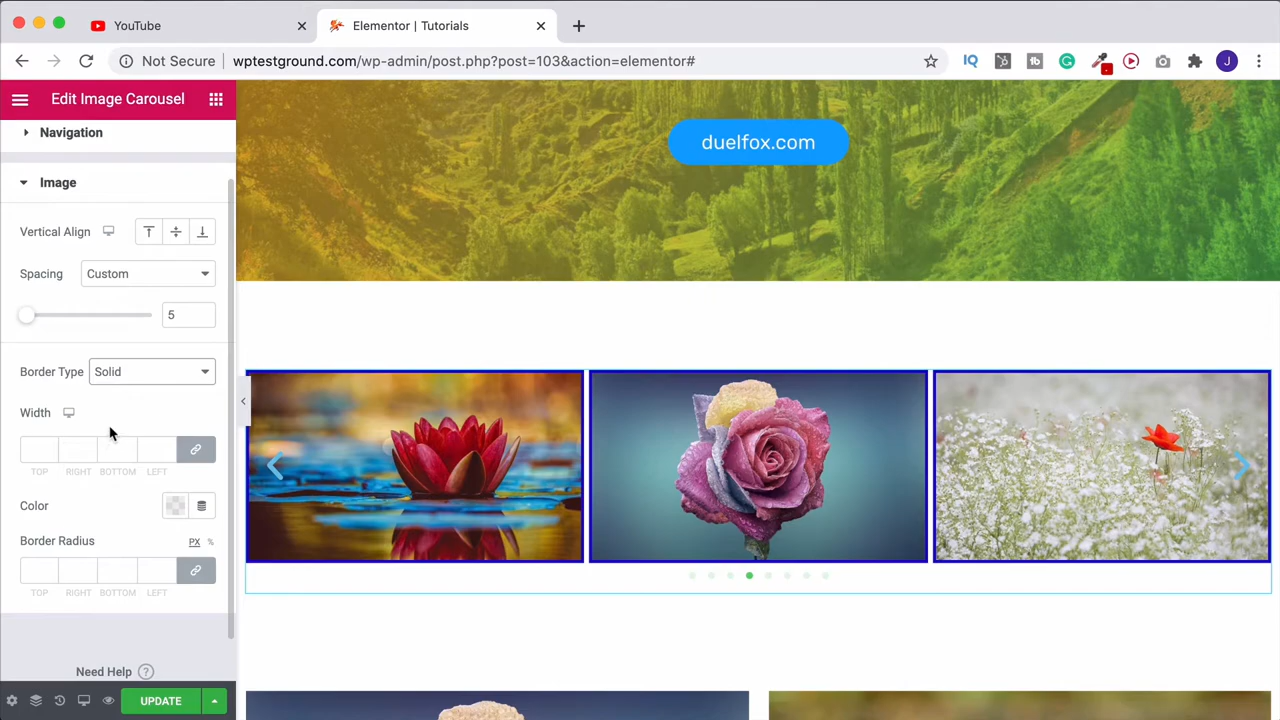 YouTube
Elementor | Tutorials
Not Secure
wptestground.com/wp-admin/post.php?post=103&action=elementor#
IQ
tb
J
Edit Image Carousel
Navigation
Image
Vertical Align
Spacing
Custom
5
Border Type
Solid
Width
TOP
RIGHT
BOTTOM
LEFT
Color
Border Radius
PX
%
TOP
RIGHT
BOTTOM
LEFT
Need Help ?
UPDATE
duelfox.com